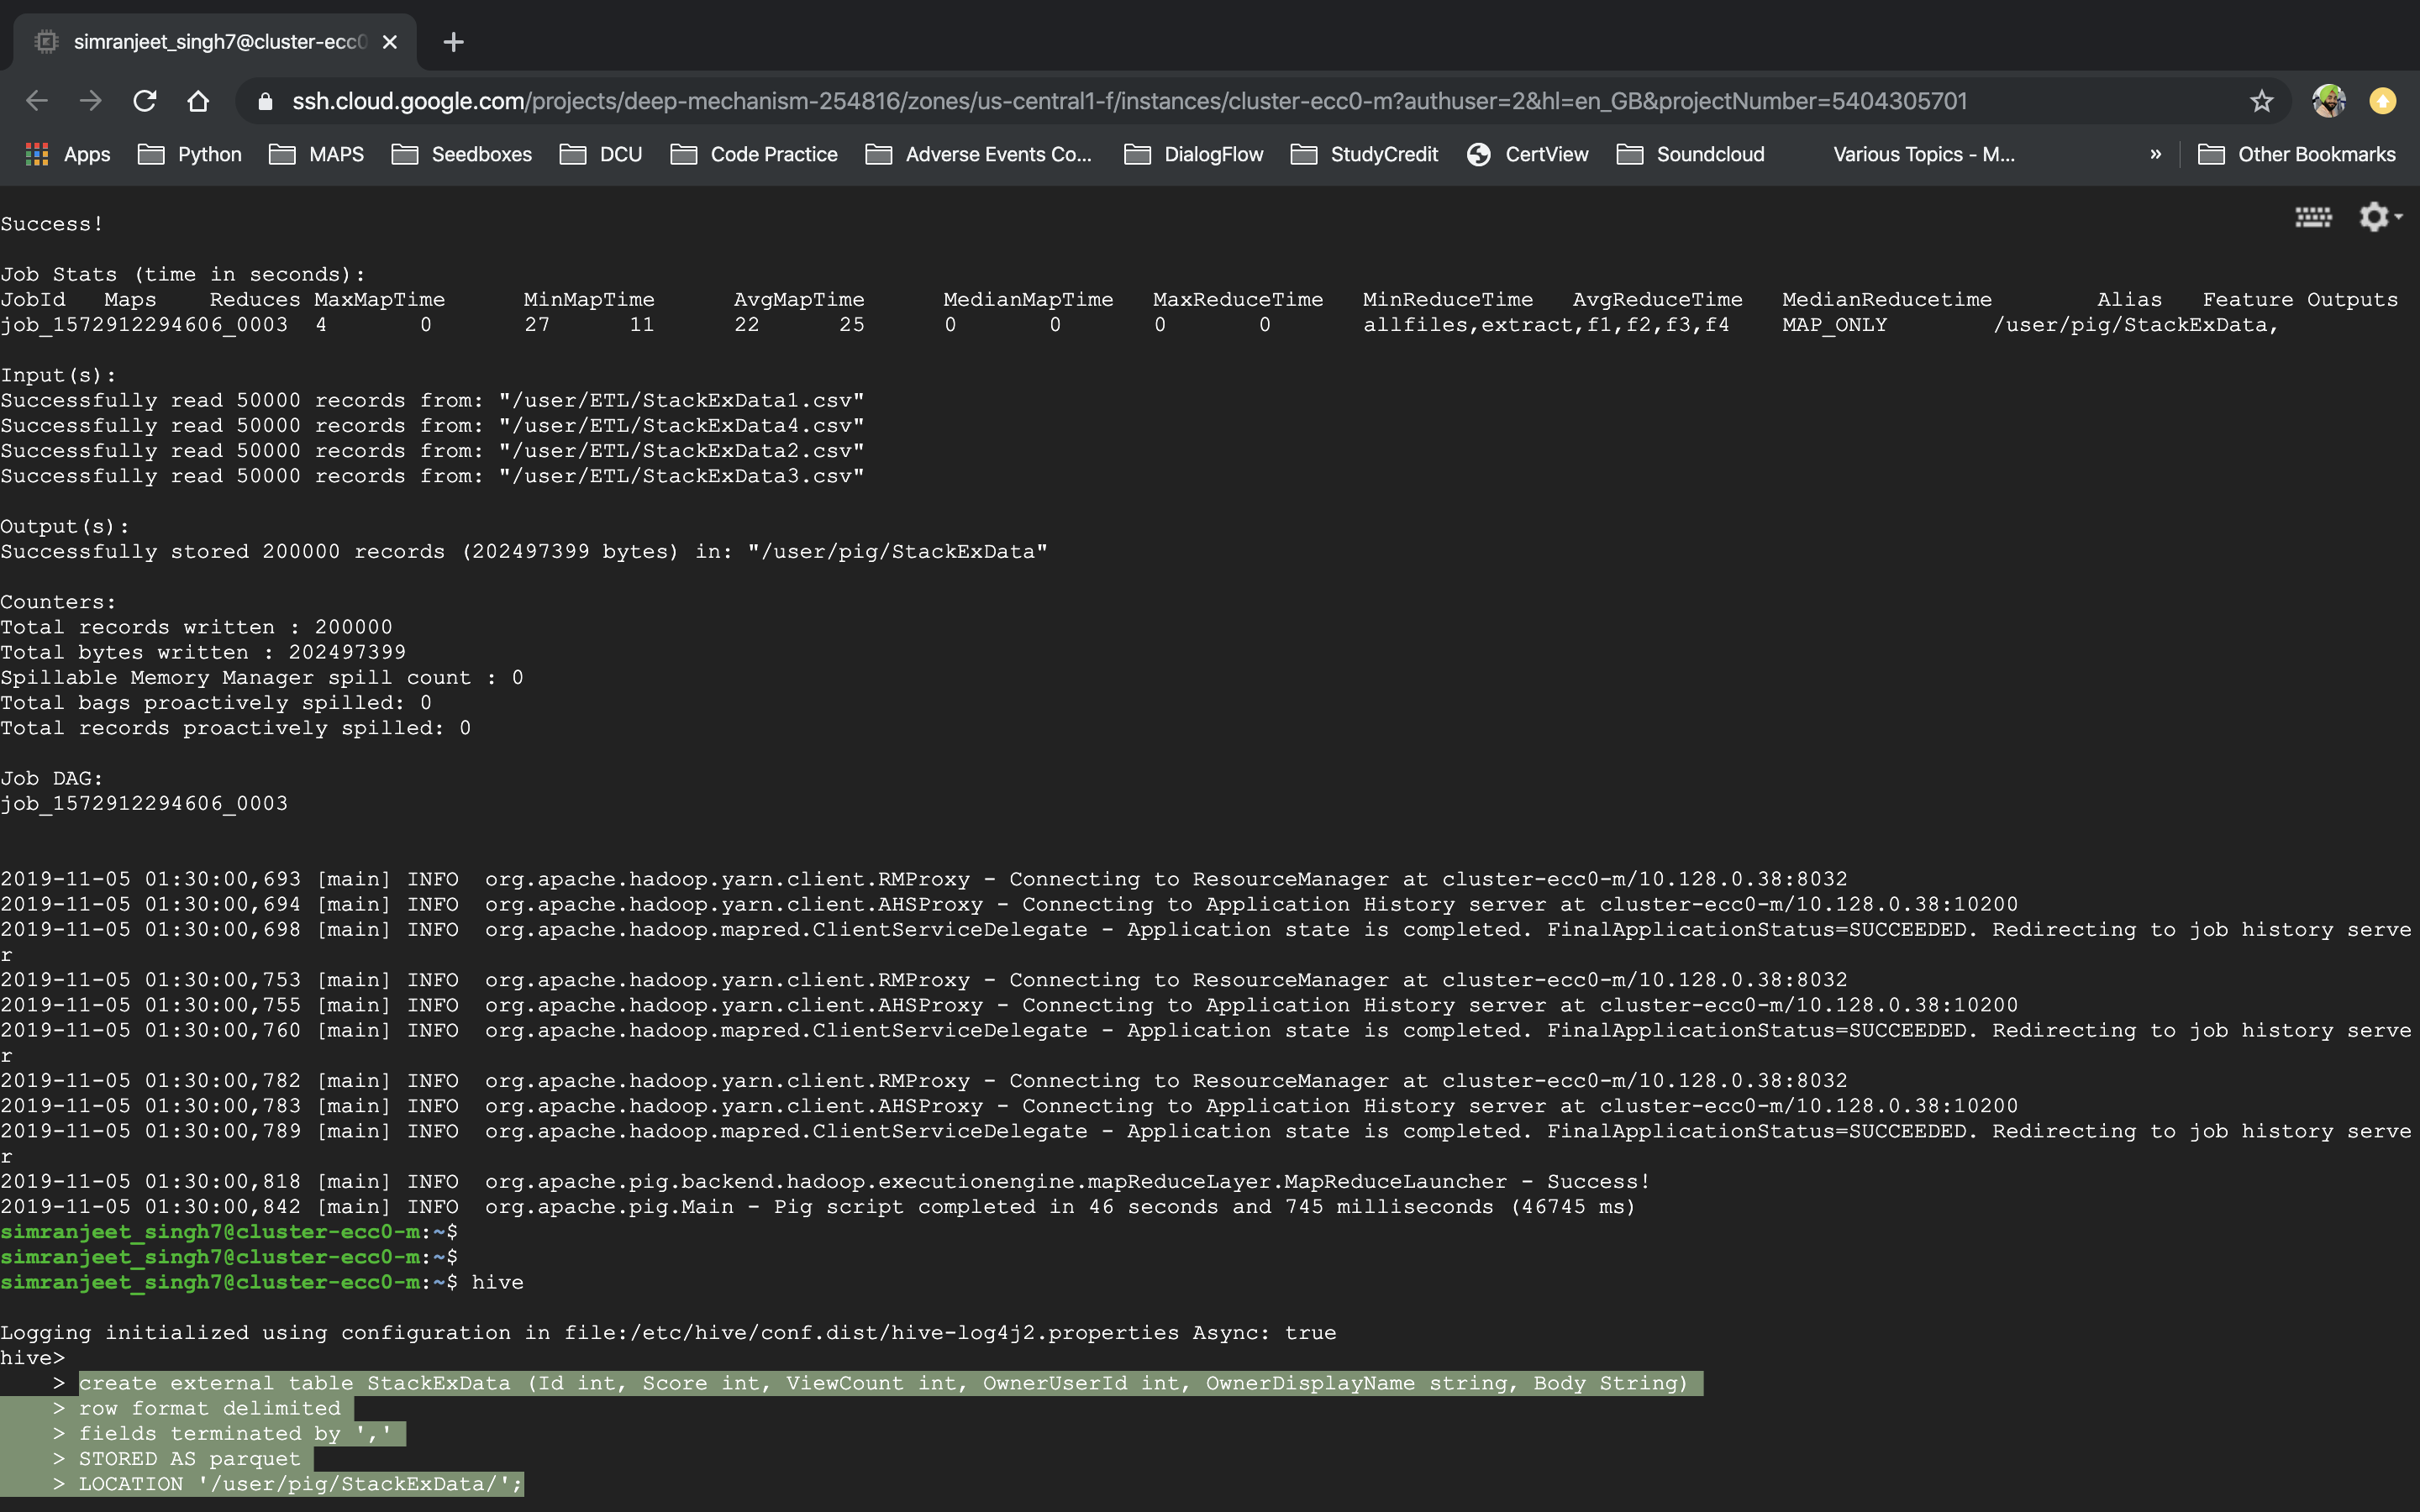 simranjeet_singh7@cluster-ecc0
ssh.cloud.google.com/projects/deep-mechanism-254816/zones/us-central1-f/instances/cluster-ecc0-m?authuser=2&hl=en_GB&projectNumber=5404305701
Apps Python MAPS Seedboxes DCU Code Practice Adverse Events Co... DialogFlow StudyCredit CertView Soundcloud Various Topics - M... » Other Bookmarks
Success!
Job Stats (time in seconds):
JobId Maps Reduces MaxMapTime MinMapTime AvgMapTime MedianMapTime MaxReduceTime MinReduceTime AvgReduceTime MedianReducetime Alias Feature Outputs
job_1572912294606_0003 4 0 27 11 22 25 0 0 0 0 allfiles,extract,f1,f2,f3,f4 MAP_ONLY /user/pig/StackExData,
Input(s):
Successfully read 50000 records from: "/user/ETL/StackExData1.csv"
Successfully read 50000 records from: "/user/ETL/StackExData4.csv"
Successfully read 50000 records from: "/user/ETL/StackExData2.csv"
Successfully read 50000 records from: "/user/ETL/StackExData3.csv"
Output(s):
Successfully stored 200000 records (202497399 bytes) in: "/user/pig/StackExData"
Counters:
Total records written : 200000
Total bytes written : 202497399
Spillable Memory Manager spill count : 0
Total bags proactively spilled: 0
Total records proactively spilled: 0
Job DAG:
job_1572912294606_0003
2019-11-05 01:30:00,693 [main] INFO  org.apache.hadoop.yarn.client.RMProxy - Connecting to ResourceManager at cluster-ecc0-m/10.128.0.38:8032
2019-11-05 01:30:00,694 [main] INFO  org.apache.hadoop.yarn.client.AHSProxy - Connecting to Application History server at cluster-ecc0-m/10.128.0.38:10200
2019-11-05 01:30:00,698 [main] INFO  org.apache.hadoop.mapred.ClientServiceDelegate - Application state is completed. FinalApplicationStatus=SUCCEEDED. Redirecting to job history serve
r
2019-11-05 01:30:00,753 [main] INFO  org.apache.hadoop.yarn.client.RMProxy - Connecting to ResourceManager at cluster-ecc0-m/10.128.0.38:8032
2019-11-05 01:30:00,755 [main] INFO  org.apache.hadoop.yarn.client.AHSProxy - Connecting to Application History server at cluster-ecc0-m/10.128.0.38:10200
2019-11-05 01:30:00,760 [main] INFO  org.apache.hadoop.mapred.ClientServiceDelegate - Application state is completed. FinalApplicationStatus=SUCCEEDED. Redirecting to job history serve
r
2019-11-05 01:30:00,782 [main] INFO  org.apache.hadoop.yarn.client.RMProxy - Connecting to ResourceManager at cluster-ecc0-m/10.128.0.38:8032
2019-11-05 01:30:00,783 [main] INFO  org.apache.hadoop.yarn.client.AHSProxy - Connecting to Application History server at cluster-ecc0-m/10.128.0.38:10200
2019-11-05 01:30:00,789 [main] INFO  org.apache.hadoop.mapred.ClientServiceDelegate - Application state is completed. FinalApplicationStatus=SUCCEEDED. Redirecting to job history serve
r
2019-11-05 01:30:00,818 [main] INFO  org.apache.pig.backend.hadoop.executionengine.mapReduceLayer.MapReduceLauncher - Success!
2019-11-05 01:30:00,842 [main] INFO  org.apache.pig.Main - Pig script completed in 46 seconds and 745 milliseconds (46745 ms)
simranjeet_singh7@cluster-ecc0-m:~$
simranjeet_singh7@cluster-ecc0-m:~$
simranjeet_singh7@cluster-ecc0-m:~$ hive
Logging initialized using configuration in file:/etc/hive/conf.dist/hive-log4j2.properties Async: true
hive>
> create external table StackExData (Id int, Score int, ViewCount int, OwnerUserId int, OwnerDisplayName string, Body String)
> row format delimited
> fields terminated by ','
> STORED AS parquet
> LOCATION '/user/pig/StackExData/';